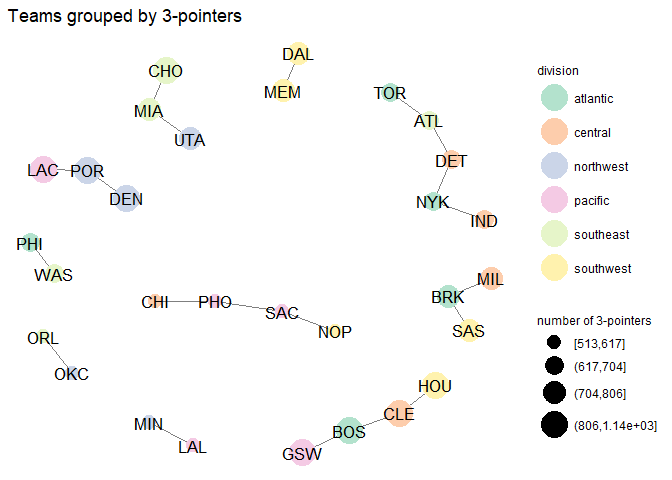 Teams grouped by 3-pointers
DAL
CHO
MEM
TOR
MIA
ATL
UTA
DET
LAC
POR
DEN
NYK
IND
PHI
WAS
MIL
BRK
CHI
PHO
SAC
NOP
SAS
ORL
OKC
HOU
CLE
MIN
BOS
LAL
GSW
division
atlantic
central
northwest
pacific
southeast
southwest
number of 3-pointers
[513,617]
(617,704]
(704,806]
(806,1.14e+03]